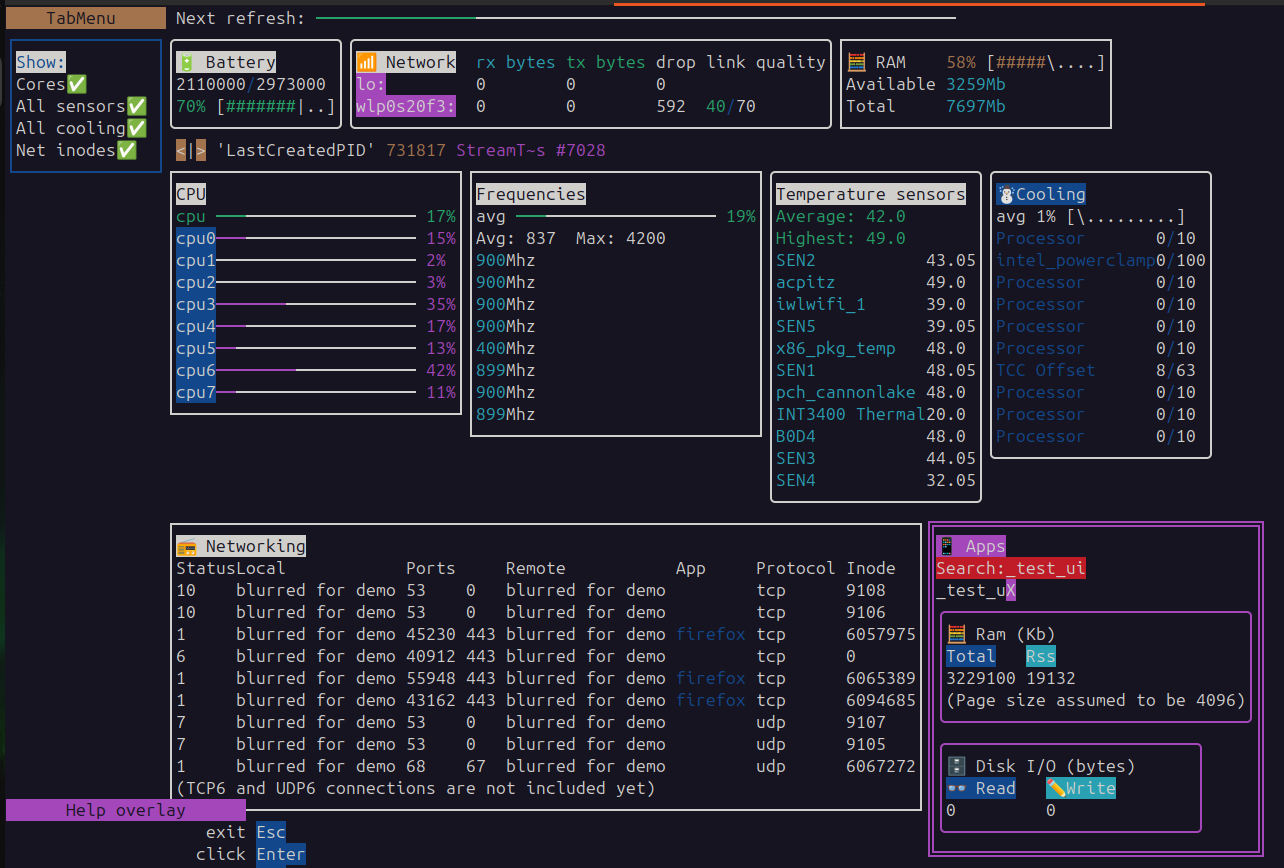 TabMenu Next refresh:
Show:
Cores✅
All sensors✅
All cooling✅
Net inodes✅
🔋 Battery
2110000/2973000
70% [#######|..]
📶 Network rx bytes tx bytes drop link quality
lo: 0 0 0
wlp0s20f3: 0 0 592 40/70
🧮 RAM 58% [#####\....]
Available 3259Mb
Total 7697Mb
<|> 'LastCreatedPID' 731817 StreamT~s #7028
CPU
cpu 17%
cpu0 15%
cpu1 2%
cpu2 3%
cpu3 35%
cpu4 17%
cpu5 13%
cpu6 42%
cpu7 11%
Frequencies
avg 19%
Avg: 837 Max: 4200
900Mhz
900Mhz
900Mhz
900Mhz
400Mhz
899Mhz
900Mhz
899Mhz
Temperature sensors
Average: 42.0
Highest: 49.0
SEN2 43.05
acpitz 49.0
iwlwifi_1 39.0
SEN5 39.05
x86_pkg_temp 48.0
SEN1 48.05
pch_cannonlake 48.0
INT3400 Thermal20.0
B0D4 48.0
SEN3 44.05
SEN4 32.05
⛄Cooling
avg 1% [\.........]
Processor 0/10
intel_powerclamp0/100
Processor 0/10
Processor 0/10
Processor 0/10
Processor 0/10
TCC Offset 8/63
Processor 0/10
Processor 0/10
Processor 0/10
📻 Networking
StatusLocal Ports Remote App Protocol Inode
10 blurred for demo 53 0 blurred for demo tcp 9108
10 blurred for demo 53 0 blurred for demo tcp 9106
1 blurred for demo 45230 443 blurred for demo firefox tcp 6057975
6 blurred for demo 40912 443 blurred for demo tcp 0
1 blurred for demo 55948 443 blurred for demo firefox tcp 6065389
1 blurred for demo 43162 443 blurred for demo firefox tcp 6094685
7 blurred for demo 53 0 blurred for demo udp 9107
7 blurred for demo 53 0 blurred for demo udp 9105
1 blurred for demo 68 67 blurred for demo udp 6067272
(TCP6 and UDP6 connections are not included yet)
📱 Apps
Search:_test_ui
_test_uX
🧮 Ram (Kb)
Total Rss
3229100 19132
(Page size assumed to be 4096)
🗄️ Disk I/O (bytes)
👓 Read ✏️Write
0 0
Help overlay
exit Esc
click Enter